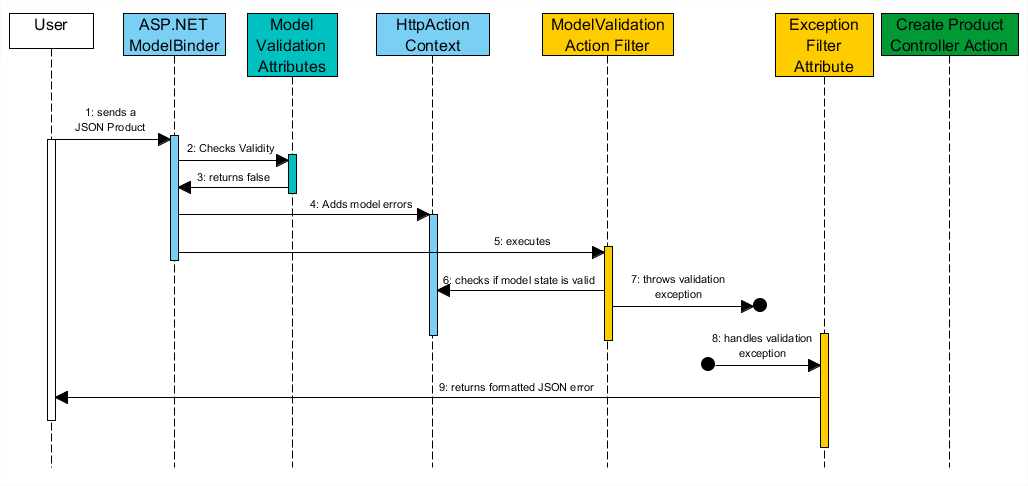 User
ASP.NET
ModelBinder
Model
Validation
Attributes
HttpAction
Context
ModelValidation
Action Filter
Exception
Filter
Attribute
Create Product
Controller Action
1: sends a
JSON Product
2: Checks Validity
3: returns false
4: Adds model errors
5: executes
6: checks if model state is valid
7: throws validation
exception
8: handles validation
exception
9: returns formatted JSON error